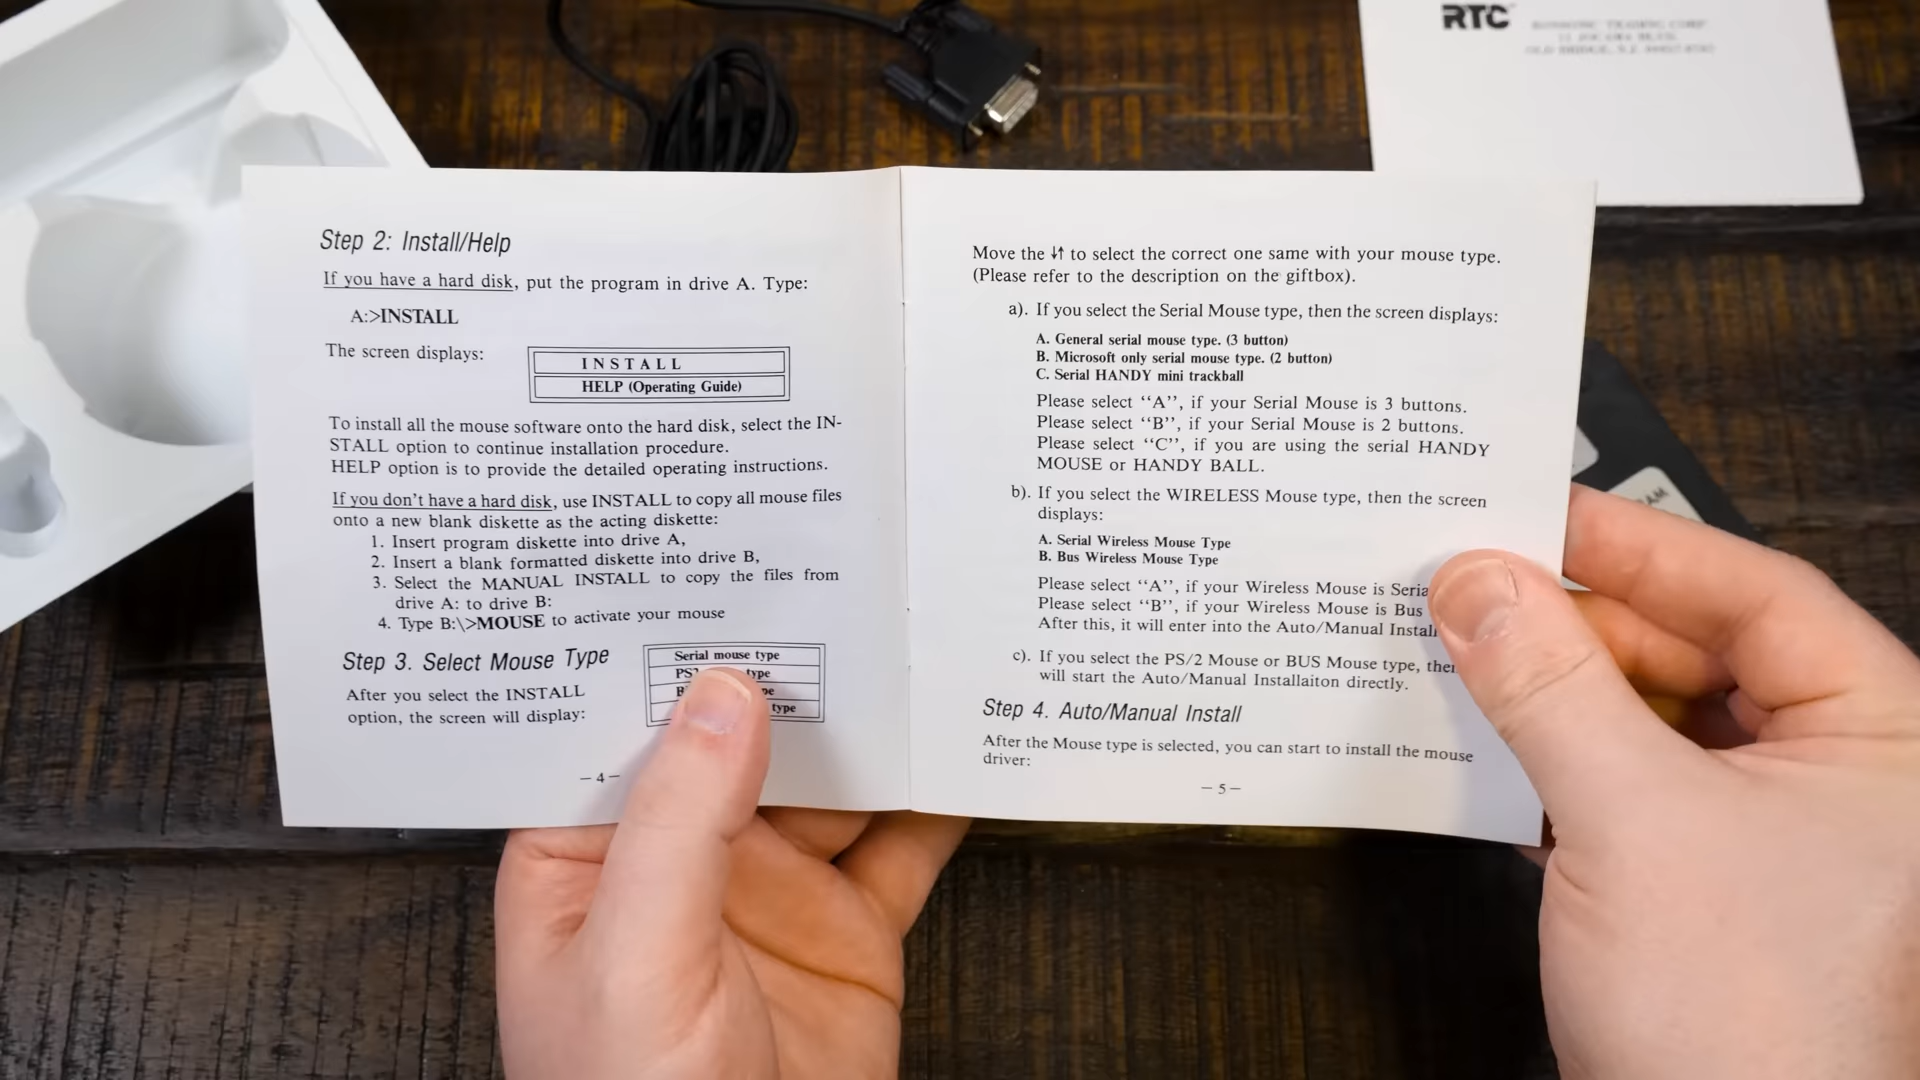 RTC
Step 2: Install/Help
If you have a hard disk, put the program in drive A. Type:
A:>INSTALL
The screen displays:
INSTALL
HELP (Operating Guide)
To install all the mouse software onto the hard disk, select the IN-
STALL option to continue installation procedure.
HELP option is to provide the detailed operating instructions.
If you don't have a hard disk, use INSTALL to copy all mouse files
onto a new blank diskette as the acting diskette:
1. Insert program diskette into drive A,
2. Insert a blank formatted diskette into drive B,
3. Select the MANUAL INSTALL to copy the files from
drive A: to drive B:
4. Type B:\>MOUSE to activate your mouse
Step 3. Select Mouse Type
After you select the INSTALL
option, the screen will display:
Serial mouse type
type
type
— 4 —
Move the ↓↑ to select the correct one same with your mouse type.
(Please refer to the description on the giftbox).
a). If you select the Serial Mouse type, then the screen displays:
A. General serial mouse type. (3 button)
B. Microsoft only serial mouse type. (2 button)
C. Serial HANDY mini trackball
Please select ‘‘A’’, if your Serial Mouse is 3 buttons.
Please select ‘‘B’’, if your Serial Mouse is 2 buttons.
Please select ‘‘C’’, if you are using the serial HANDY
MOUSE or HANDY BALL.
b). If you select the WIRELESS Mouse type, then the screen
displays:
A. Serial Wireless Mouse Type
B. Bus Wireless Mouse Type
Please select ‘‘A’’, if your Wireless Mouse is
Please select ‘‘B’’, if your Wireless Mouse is Bus
After this, it will enter into the Auto/Manual
c). If you select the PS/2 Mouse or BUS Mouse type,
will start the Auto/Manual Installaiton directly.
Step 4. Auto/Manual Install
After the Mouse type is selected, you can start to install the mouse
driver:
— 5 —